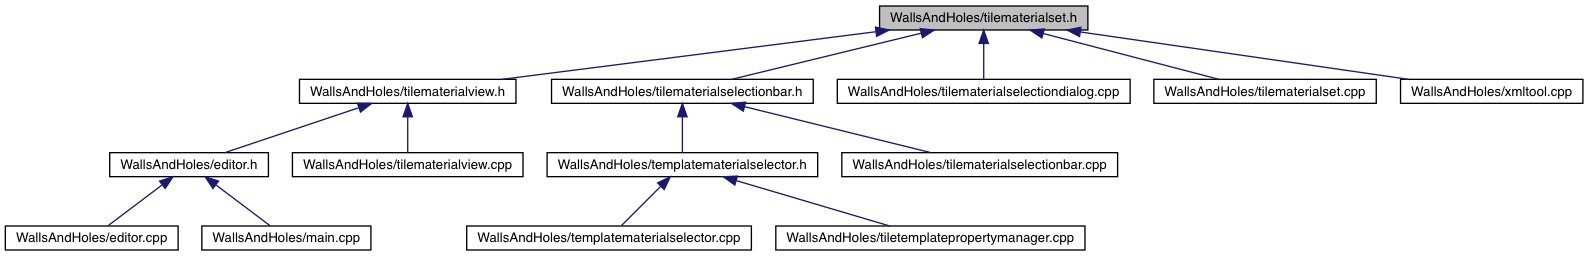 WallsAndHoles/tilematerialset.h
WallsAndHoles/tilematerialview.h
WallsAndHoles/tilematerialselectionbar.h
WallsAndHoles/tilematerialselectiondialog.cpp
WallsAndHoles/tilematerialset.cpp
WallsAndHoles/xmltool.cpp
WallsAndHoles/editor.h
WallsAndHoles/tilematerialview.cpp
WallsAndHoles/templatematerialselector.h
WallsAndHoles/tilematerialselectionbar.cpp
WallsAndHoles/editor.cpp
WallsAndHoles/main.cpp
WallsAndHoles/templatematerialselector.cpp
WallsAndHoles/tiletemplatepropertymanager.cpp